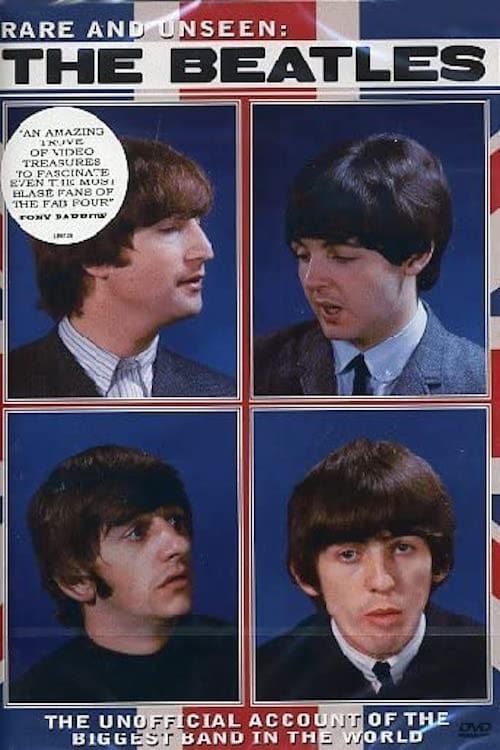 RARE AND UNSEEN:
THE BEATLES
"AN AMAZING
TROVE
OF VIDEO
TREASURES
TO FASCINATE
EVEN THE MOST
BLASÉ FANS OF
THE FAB FOUR"
TONY BARROW
THE UNOFFICIAL ACCOUNT OF THE
BIGGEST BAND IN THE WORLD
DVD